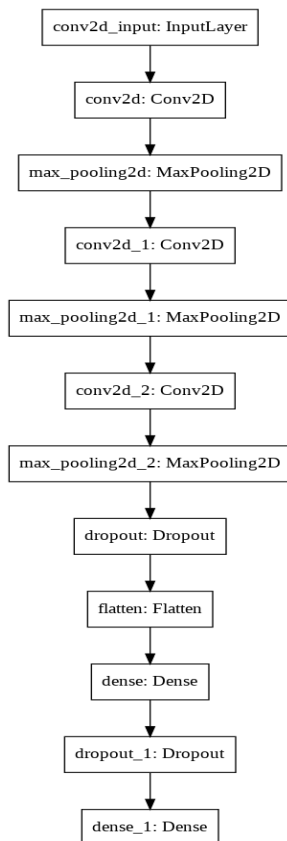 conv2d_input: InputLayer
conv2d: Conv2D
max_pooling2d: MaxPooling2D
conv2d_1: Conv2D
max_pooling2d_1: MaxPooling2D
conv2d_2: Conv2D
max_pooling2d_2: MaxPooling2D
dropout: Dropout
flatten: Flatten
dense: Dense
dropout_1: Dropout
dense_1: Dense